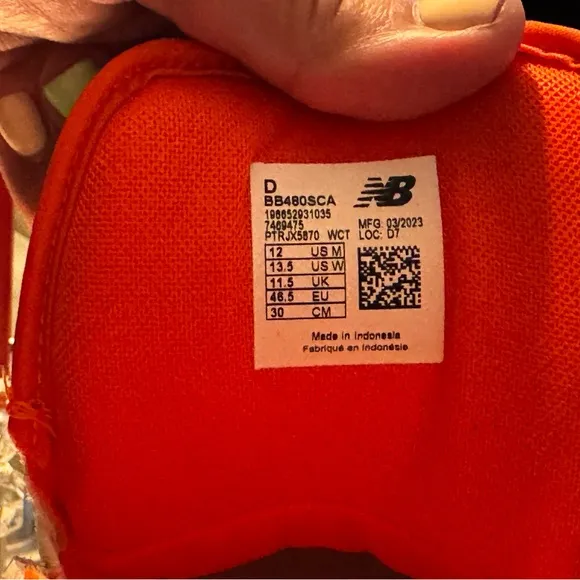 D
BB480SCA
NB
196652931035
7469475
MFG: 03/2023
PTRJX5870 WCT LOC: D7
12 US M
13.5 US W
11.5 UK
46.5 EU
30 CM
Made in Indonesia
Fabriqué en Indonésie